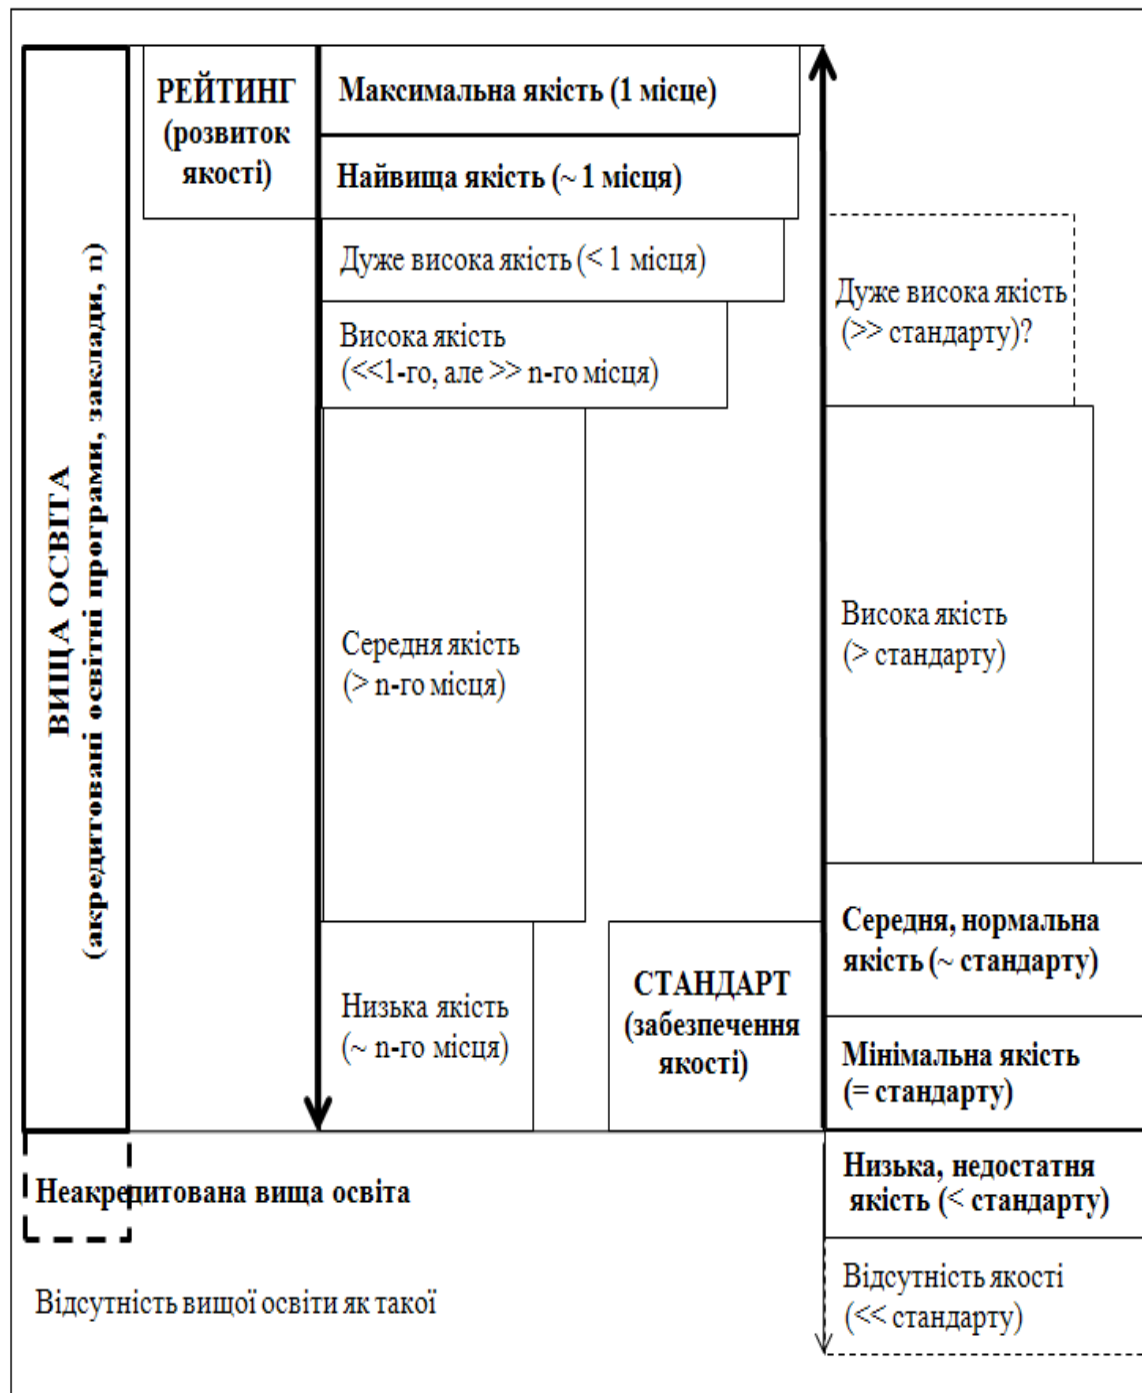 ВИЩА ОСВІТА
(акредитовані освітні програми, заклади, n)
РЕЙТИНГ
(розвиток
якості)
Максимальна якість (1 місце)
Найвища якість (~ 1 місця)
Дуже висока якість (< 1 місця)
Висока якість
(<<1-го, але >> n-го місця)
Середня якість
(> n-го місця)
Низька якість
(~ n-го місця)
СТАНДАРТ
(забезпечення
якості)
Дуже висока якість
(>> стандарту)?
Висока якість
(> стандарту)
Середня, нормальна
якість (~ стандарту)
Мінімальна якість
(= стандарту)
Низька, недостатня
якість (< стандарту)
Відсутність якості
(<< стандарту)
Неакредитована вища освіта
Відсутність вищої освіти як такої